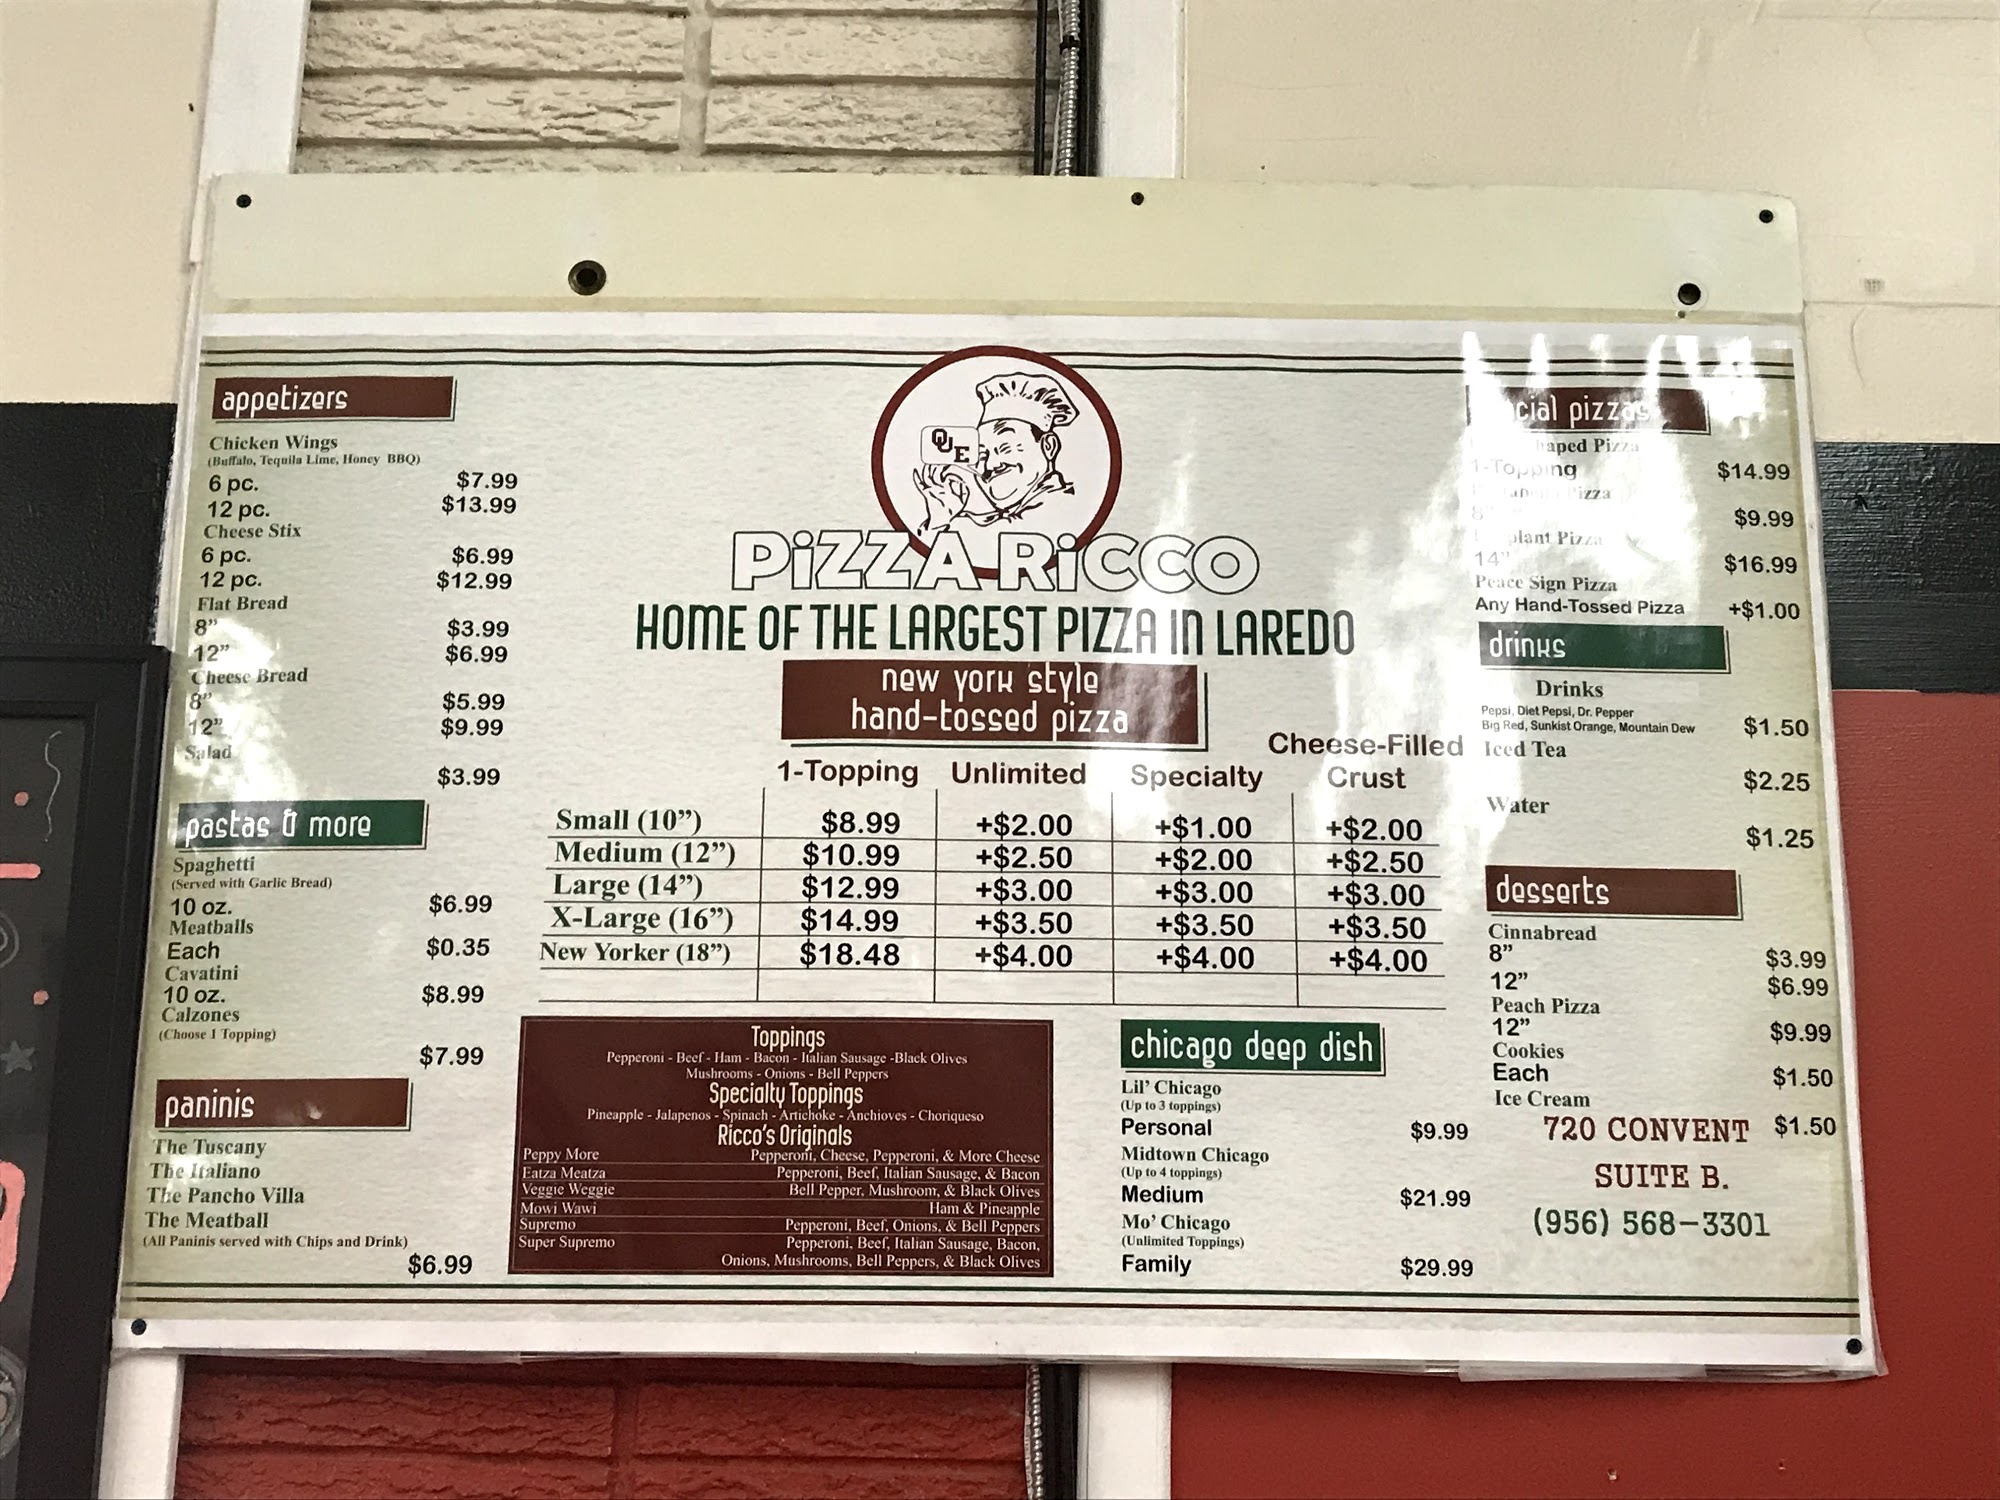 appetizers
Chicken Wings
(Buffalo, Tequila Lime, Honey BBQ)
6 pc. $7.99
12 pc. $13.99
Cheese Stix
6 pc. $6.99
12 pc. $12.99
Flat Bread
8” $3.99
12” $6.99
Cheese Bread
8” $5.99
12” $9.99
Salad
$3.99
pastas & more
Spaghetti
(Served with Garlic Bread)
10 oz. $6.99
Meatballs
Each $0.35
Cavatini
10 oz. $8.99
Calzones
(Choose 1 Topping)
$7.99
paninis
The Tuscany
The Italiano
The Pancho Villa
The Meatball
(All Paninis served with Chips and Drink)
$6.99
QUE
PiZZA RiCCO
HOME OF THE LARGEST PIZZA IN LAREDO
new york style
hand-tossed pizza
1-Topping Unlimited Specialty Cheese-Filled Crust
Small (10”) $8.99 +$2.00 +$1.00 +$2.00
Medium (12”) $10.99 +$2.50 +$2.00 +$2.50
Large (14”) $12.99 +$3.00 +$3.00 +$3.00
X-Large (16”) $14.99 +$3.50 +$3.50 +$3.50
New Yorker (18”) $18.48 +$4.00 +$4.00 +$4.00
Toppings
Pepperoni - Beef - Ham - Bacon - Italian Sausage -Black Olives
Mushrooms - Onions - Bell Peppers
Specialty Toppings
Pineapple - Jalapenos - Spinach - Artichoke - Anchioves - Choriqueso
Ricco's Originals
Peppy More Pepperoni, Cheese, Pepperoni, & More Cheese
Eatza Meatza Pepperoni, Beef, Italian Sausage, & Bacon
Veggie Weggie Bell Pepper, Mushroom, & Black Olives
Mowi Wawi Ham & Pineapple
Supremo Pepperoni, Beef, Onions, & Bell Peppers
Super Supremo Pepperoni, Beef, Italian Sausage, Bacon,
Onions, Mushrooms, Bell Peppers, & Black Olives
chicago deep dish
Lil’ Chicago
(Up to 3 toppings)
Personal $9.99
Midtown Chicago
(Up to 4 toppings)
Medium $21.99
Mo’ Chicago
(Unlimited Toppings)
Family $29.99
pizzas
Pizza
1-Topping $14.99
Pizza
8” $9.99
Pizza
14” $16.99
Peace Sign Pizza
Any Hand-Tossed Pizza +$1.00
drinks
Drinks
Pepsi, Diet Pepsi, Dr. Pepper
Big Red, Sunkist Orange, Mountain Dew $1.50
Iced Tea
$2.25
Water
$1.25
desserts
Cinnabread
8” $3.99
12” $6.99
Peach Pizza
12” $9.99
Cookies
Each $1.50
Ice Cream
$1.50
720 CONVENT
SUITE B.
(956) 568-3301